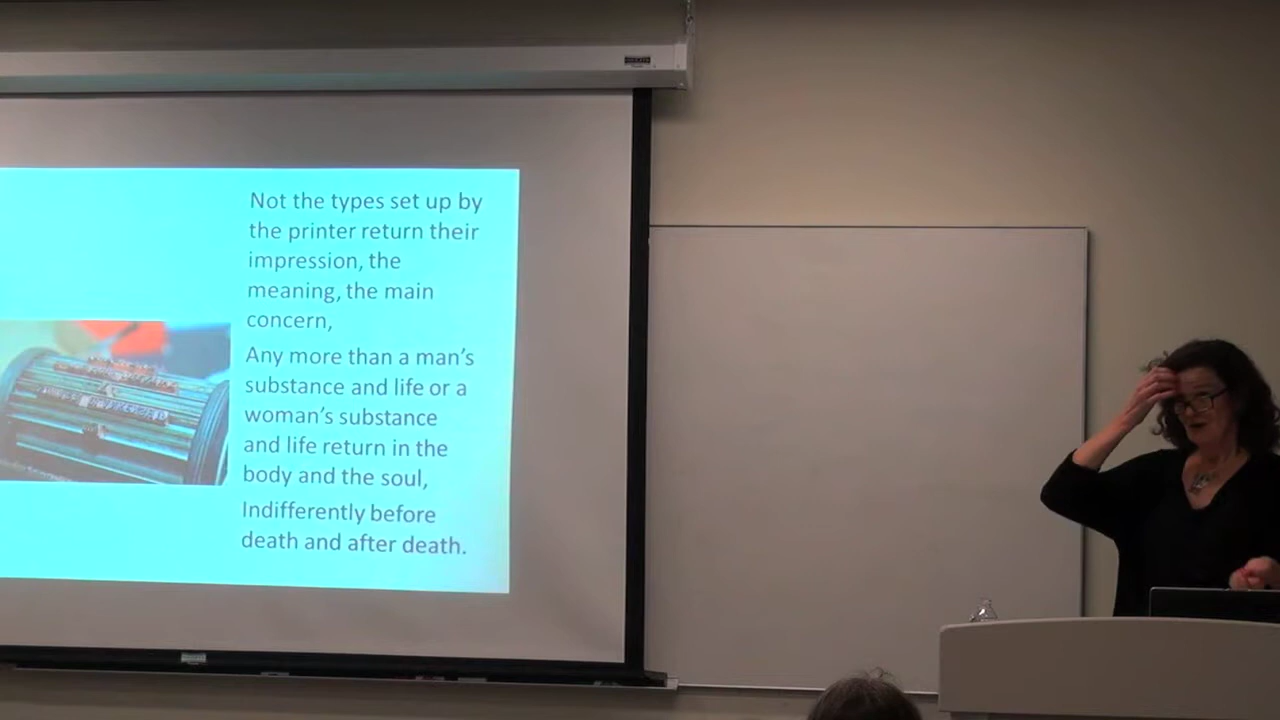 Not the types set up by
the printer return their
impression, the
meaning, the main
concern,
Any more than a man's
substance and life or a
woman's substance
and life return in the
body and the soul,
Indifferently before
death and after death.